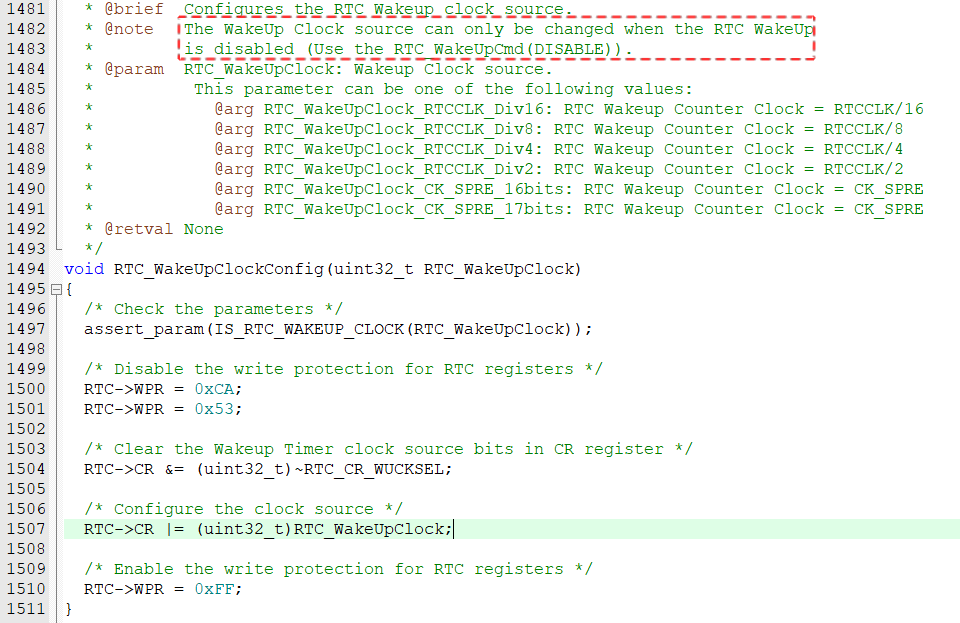 1481 * @brief Configures the RTC Wakeup clock source.
1482 * @note The WakeUp Clock source can only be changed when the RTC WakeUp
1483 * is disabled (Use the RTC_WakeUpCmd(DISABLE)).
1484 * @param RTC_WakeUpClock: Wakeup Clock source.
1485 * This parameter can be one of the following values:
1486 * @arg RTC_WakeUpClock_RTCCLK_Div16: RTC Wakeup Counter Clock = RTCCLK/16
1487 * @arg RTC_WakeUpClock_RTCCLK_Div8: RTC Wakeup Counter Clock = RTCCLK/8
1488 * @arg RTC_WakeUpClock_RTCCLK_Div4: RTC Wakeup Counter Clock = RTCCLK/4
1489 * @arg RTC_WakeUpClock_RTCCLK_Div2: RTC Wakeup Counter Clock = RTCCLK/2
1490 * @arg RTC_WakeUpClock_CK_SPRE_16bits: RTC Wakeup Counter Clock = CK_SPRE
1491 * @arg RTC_WakeUpClock_CK_SPRE_17bits: RTC Wakeup Counter Clock = CK_SPRE
1492 * @retval None
1493 */
1494 void RTC_WakeUpClockConfig(uint32_t RTC_WakeUpClock)
1495 {
1496 /* Check the parameters */
1497 assert_param(IS_RTC_WAKEUP_CLOCK(RTC_WakeUpClock));
1498
1499 /* Disable the write protection for RTC registers */
1500 RTC->WPR = 0xCA;
1501 RTC->WPR = 0x53;
1502
1503 /* Clear the Wakeup Timer clock source bits in CR register */
1504 RTC->CR &= (uint32_t)~RTC_CR_WUCKSEL;
1505
1506 /* Configure the clock source */
1507 RTC->CR |= (uint32_t)RTC_WakeUpClock;
1508
1509 /* Enable the write protection for RTC registers */
1510 RTC->WPR = 0xFF;
1511 }